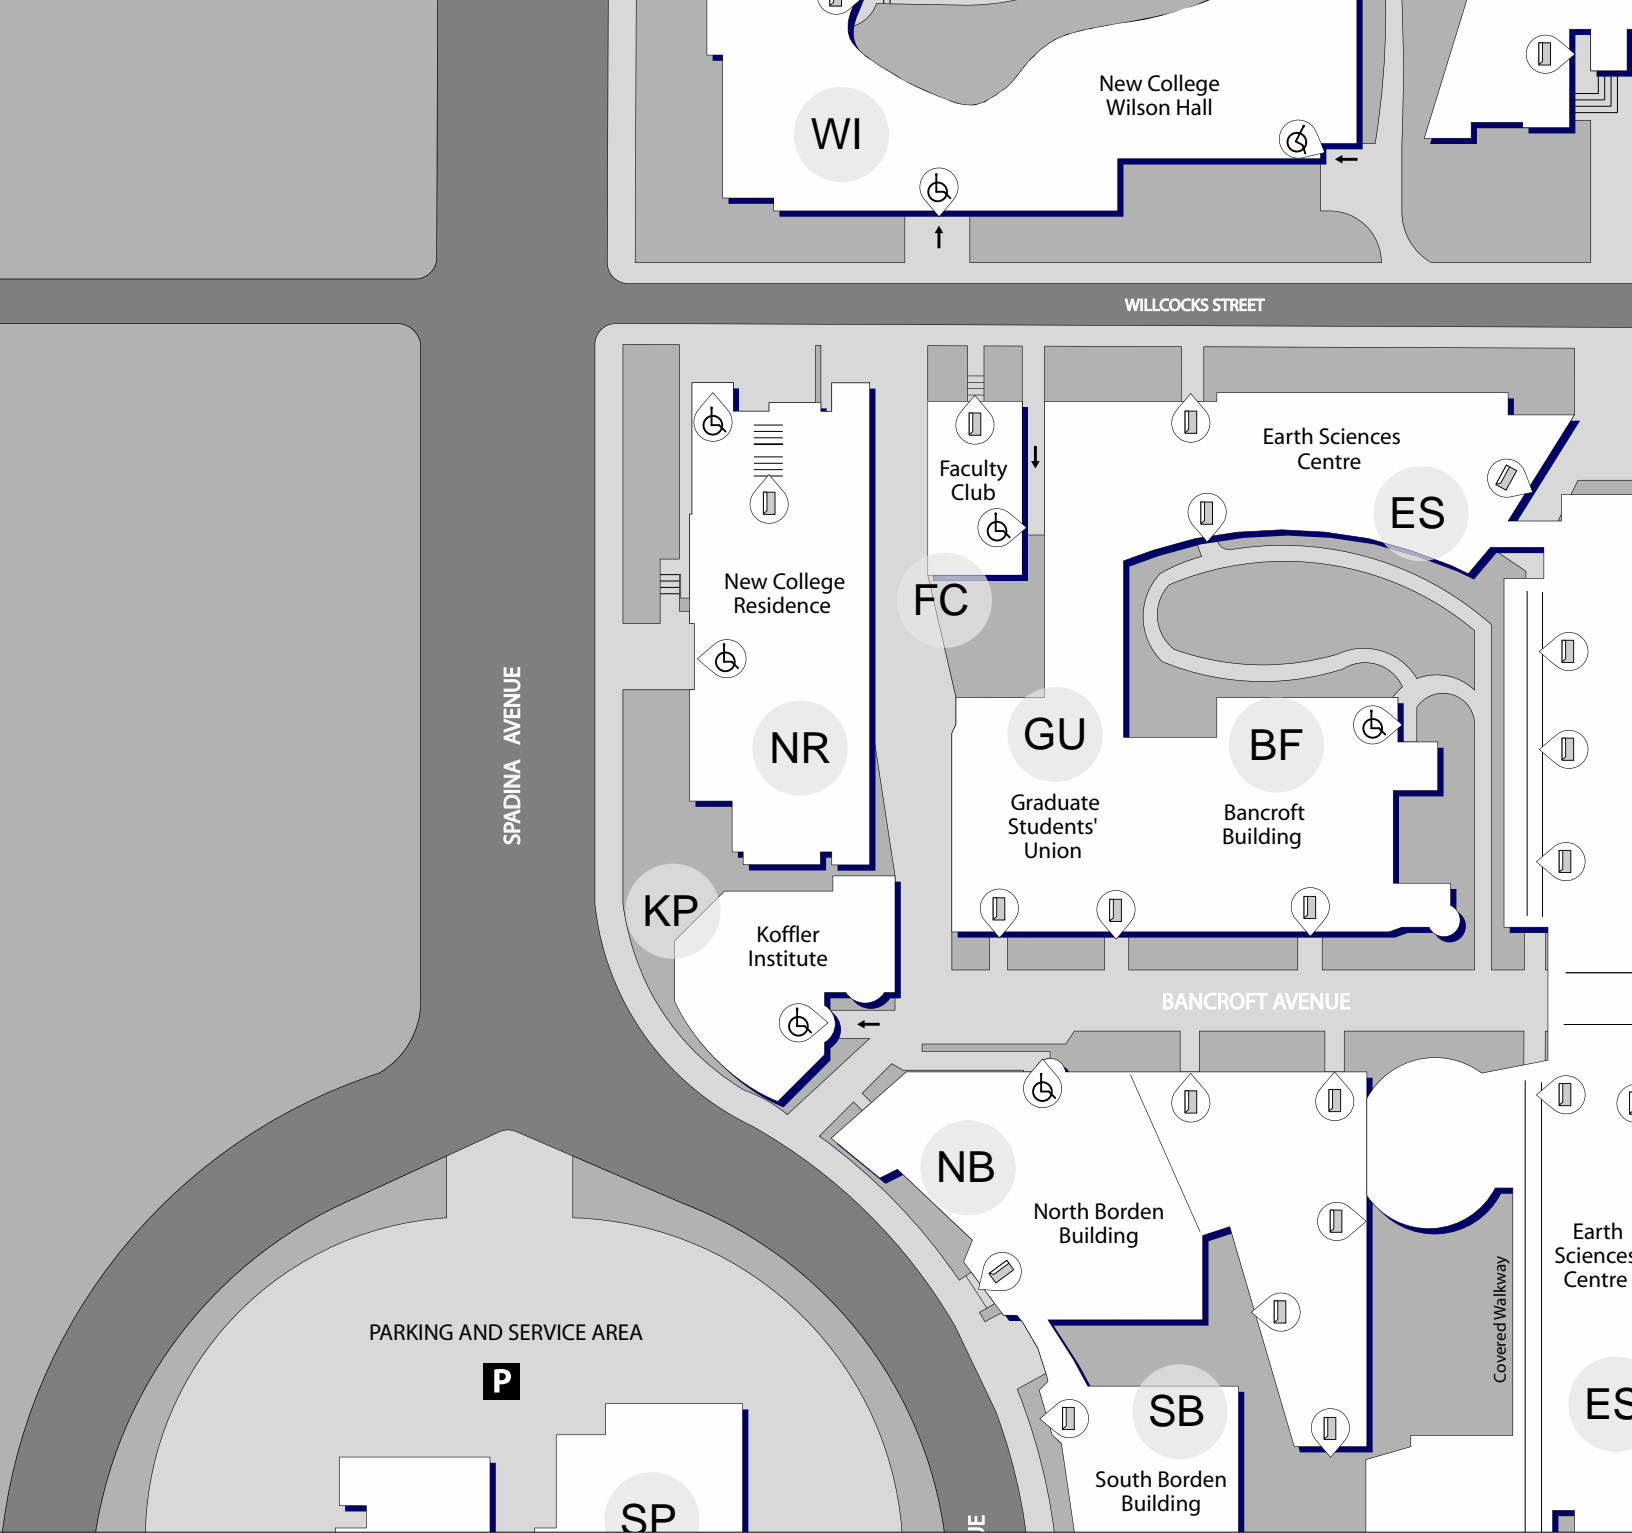 New College
Wilson Hall
WI
WILLCOCKS STREET
Earth Sciences
Centre
ES
Faculty
Club
FC
New College
Residence
NR
SPADINA AVENUE
GU
Graduate
Students'
Union
BF
Bancroft
Building
KP
Koffler
Institute
BANCROFT AVENUE
NB
North Borden
Building
Earth
Sciences
Centre
Covered Walkway
PARKING AND SERVICE AREA
P
SB
ES
South Borden
Building
SP